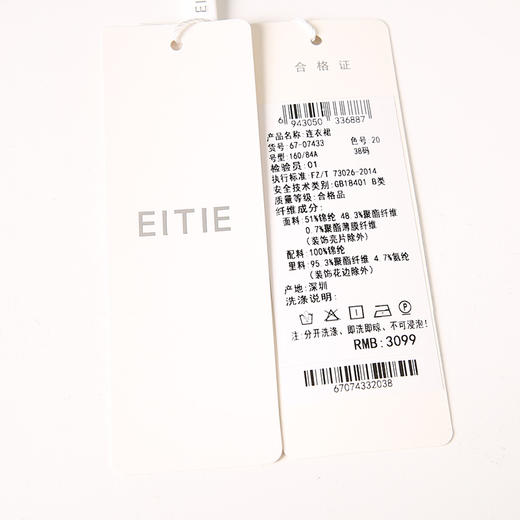 EITIE
合格证
6 943050 336887
产品名称:连衣裙
货号:67-07433 色号:20
号型:160/84A 38码
检验员:01
执行标准:FZ/T 73026-2014
安全技术类别:GB18401 B类
质量等级:合格品
纤维成分:
面料:51%锦纶 48.3%聚酯纤维
0.7%聚酯薄膜纤维
(装饰亮片除外)
配料:100%锦纶
里料:95.3%聚酯纤维 4.7%氨纶
(装饰花边除外)
产地:深圳
洗涤说明:
P
注:分开洗涤、即洗即晾、不可浸泡!
RMB:3099
67074332038